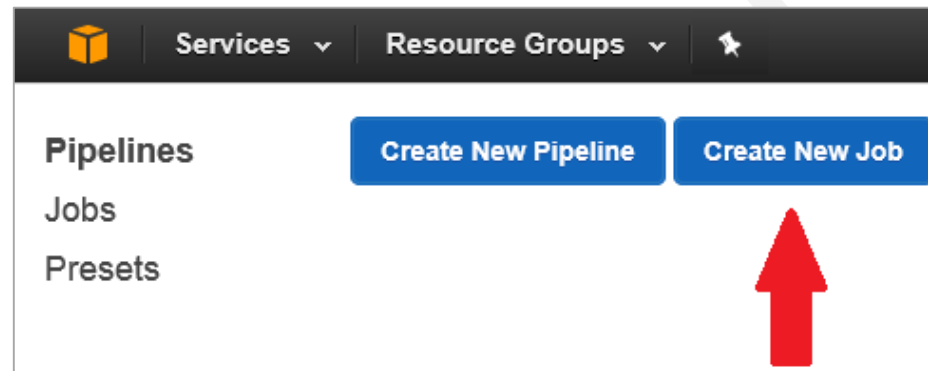 Services Resource Groups
Pipelines Create New Pipeline Create New Job
Jobs
Presets